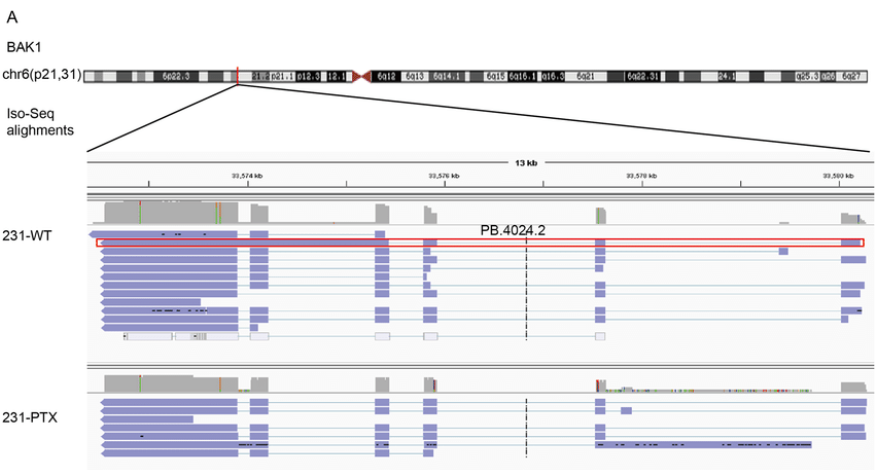 A
BAK1
chr6(p21,31)
6p22.3 21.2 p21.1 p12.3 12.1 6q12 6q13 6q14.1 6q15 6q16.1 q16.3 6q21 6q22.31 24.1 q25.3 q26 6q27
Iso-Seq
alighments
13 kb
33,574 kb 33,576 kb 33,578 kb 33,580 kb
231-WT
PB.4024.2
231-PTX